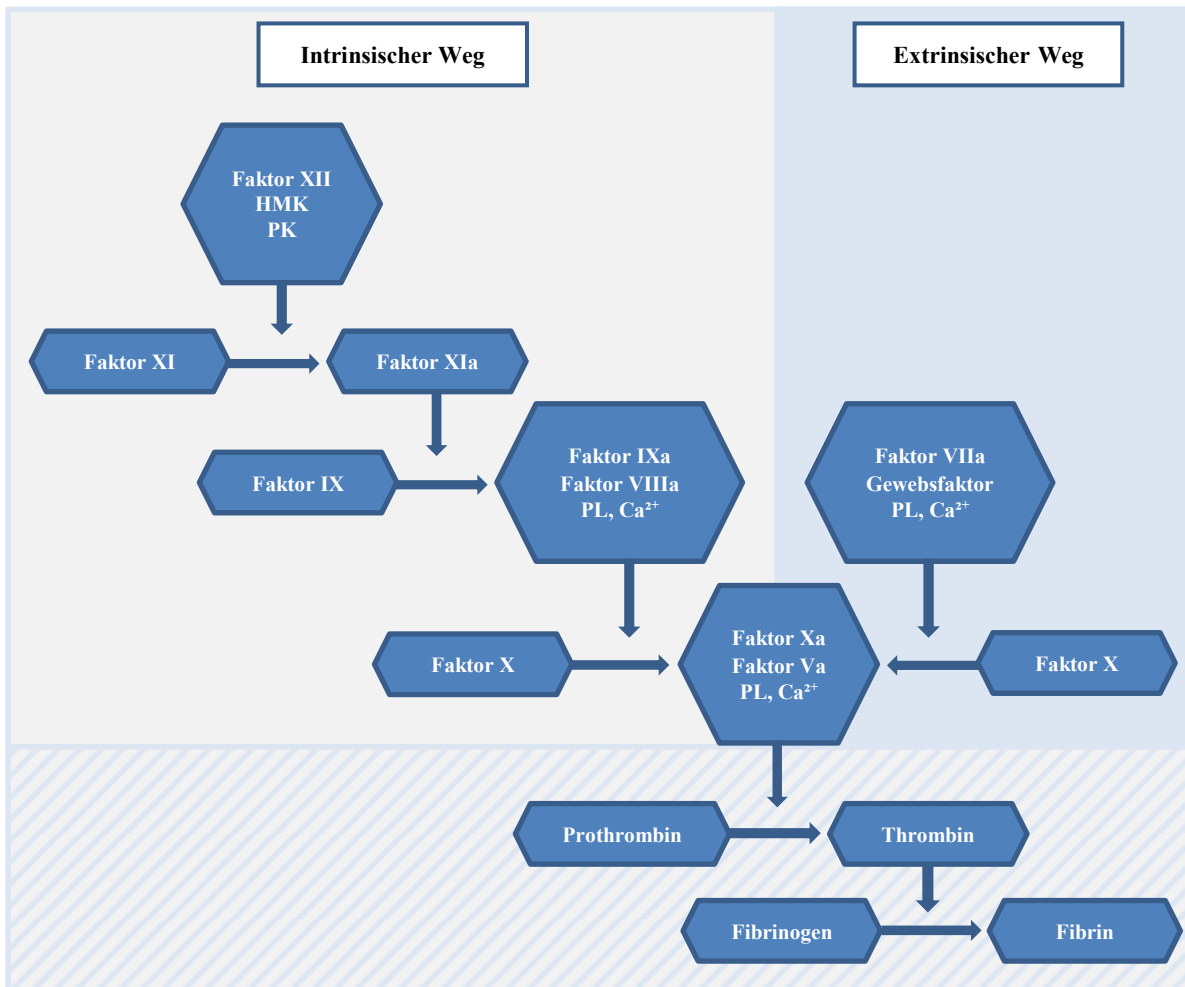 Intrinsischer Weg
Extrinsischer Weg
Faktor XII
HMK
PK
Faktor XI
Faktor XIa
Faktor IX
Faktor IXa
Faktor VIIIa
PL, Ca²⁺
Faktor VIIa
Gewebsfaktor
PL, Ca²⁺
Faktor X
Faktor Xa
Faktor Va
PL, Ca²⁺
Faktor X
Prothrombin
Thrombin
Fibrinogen
Fibrin